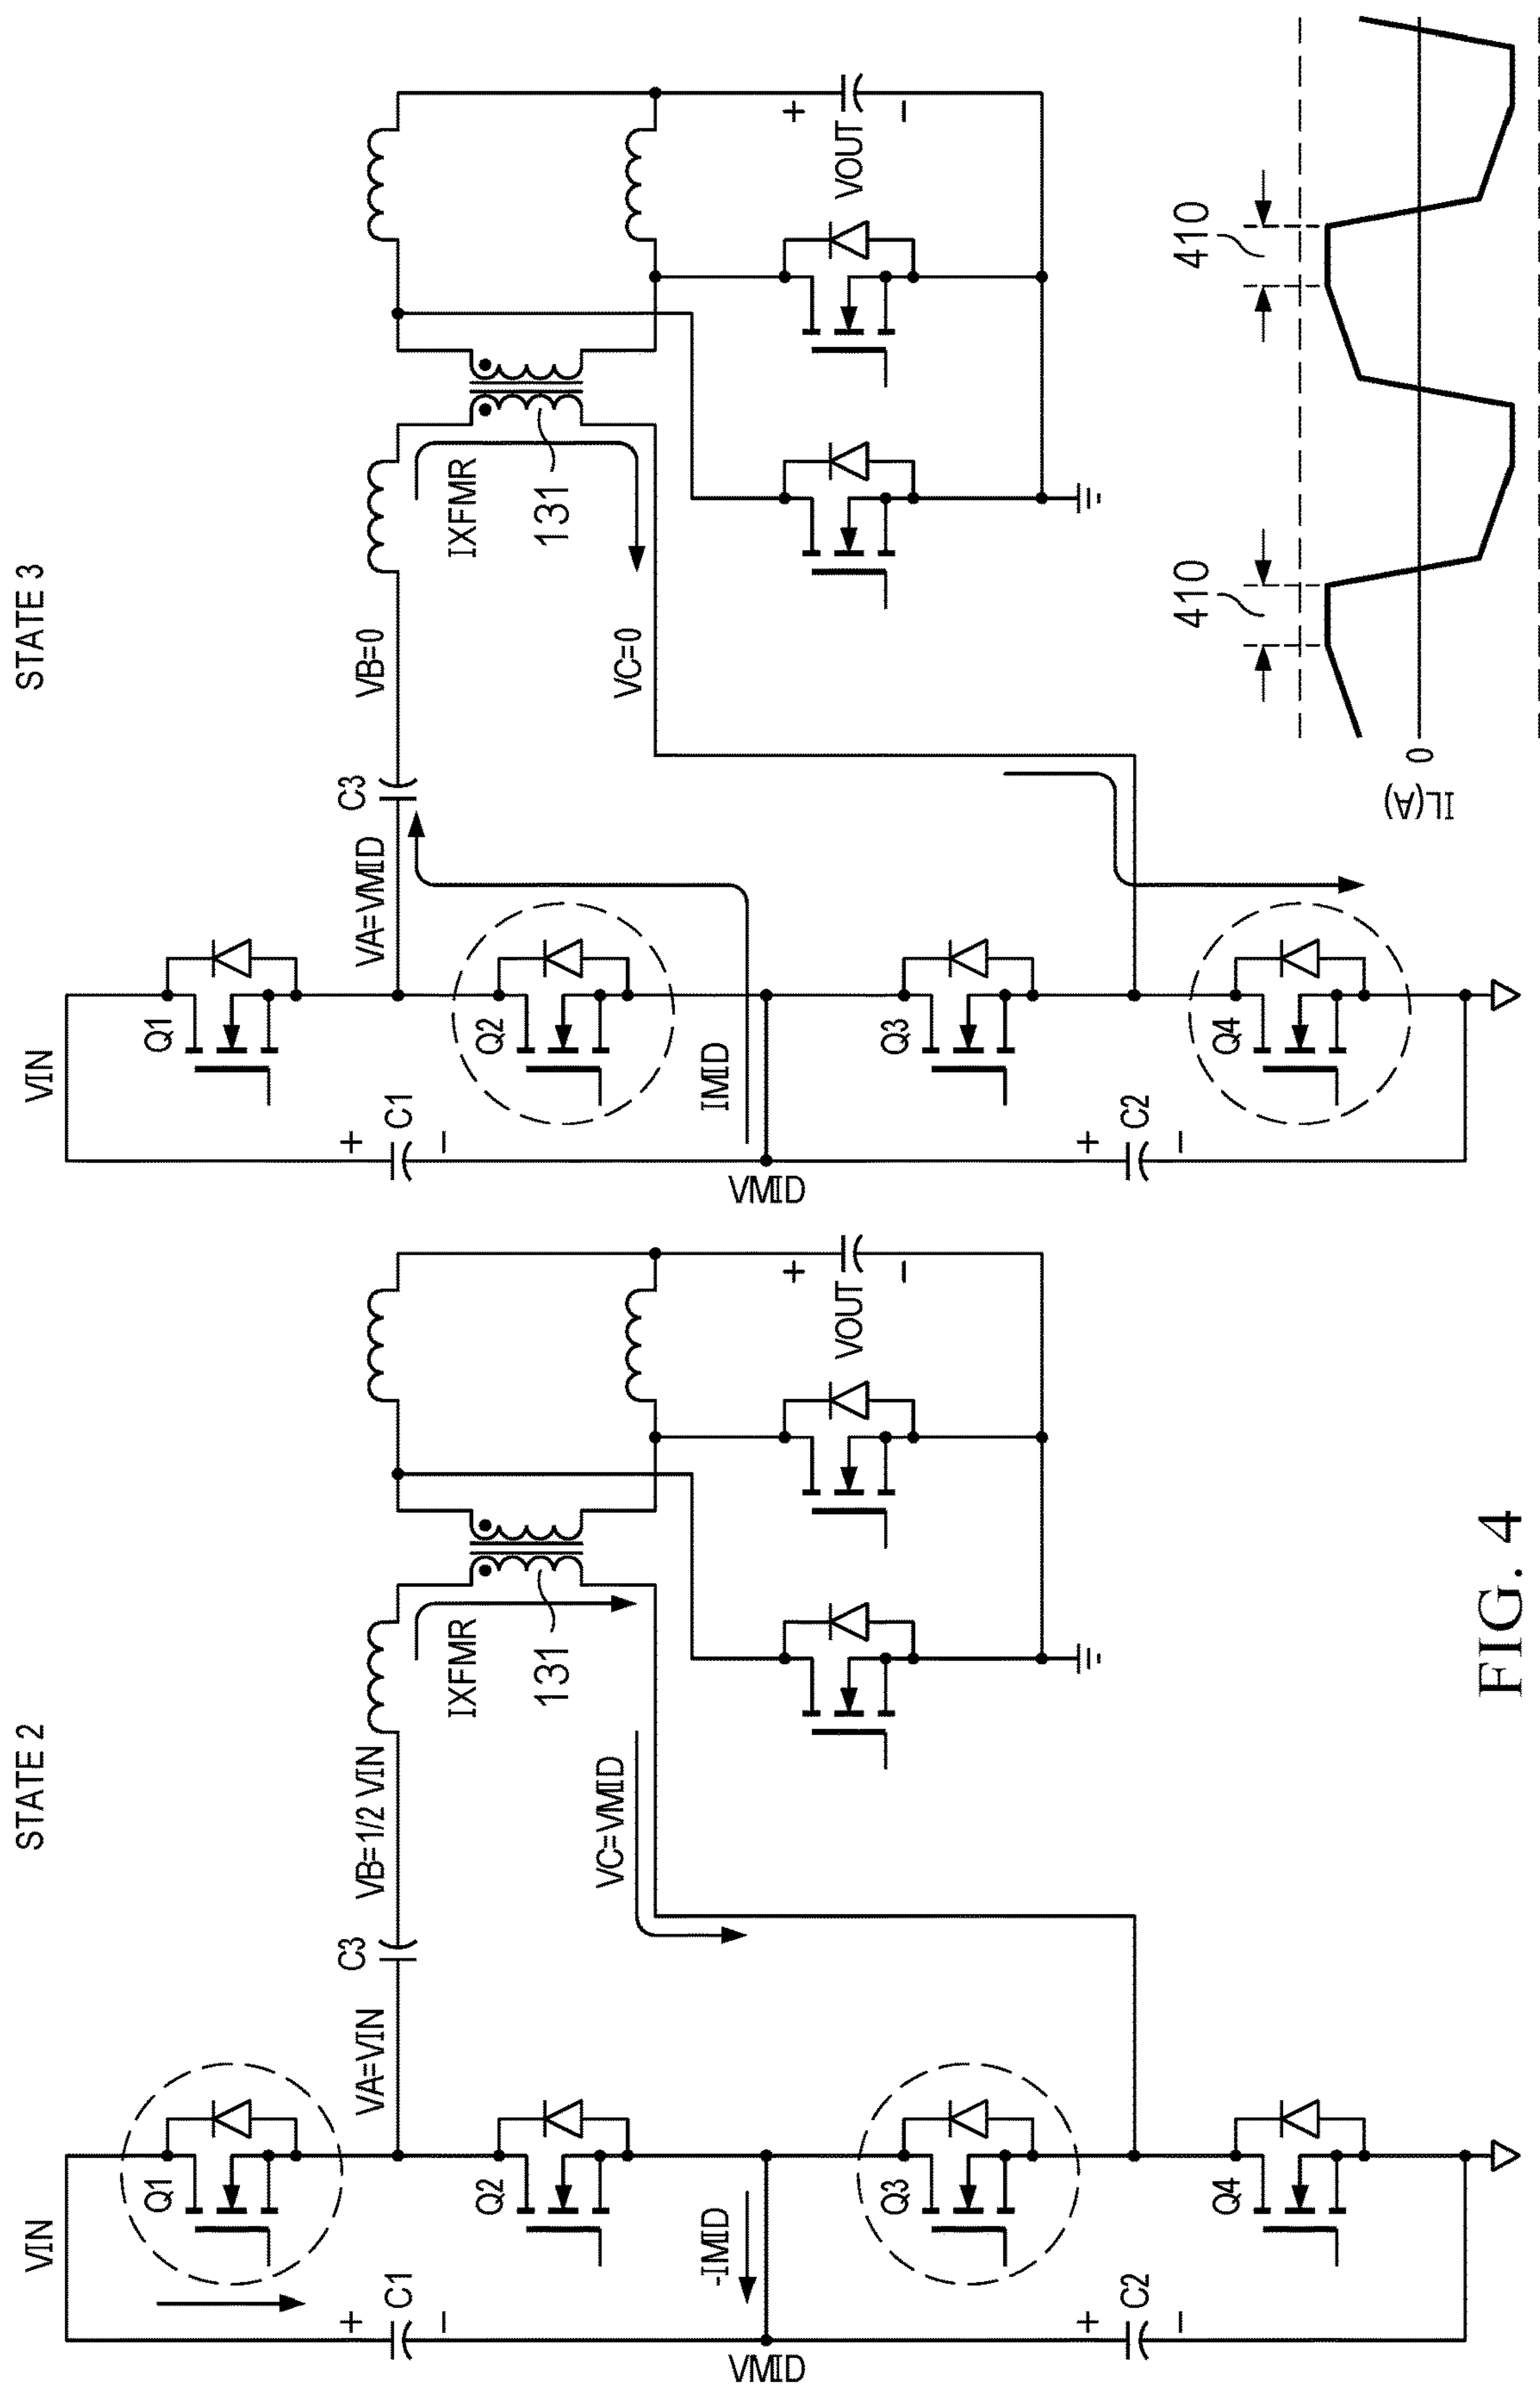 STATE 2
VIN
C1
+
-
Q1
VA=VIN
C3
VB=1/2 VIN
IXFMR
131
Q2
-IMID
VMID
VC=VMID
+
VOUT
-
Q3
C2
+
-
Q4
STATE 3
VIN
C1
+
-
Q1
VA=VMID
C3
VB=0
IXFMR
131
Q2
IMID
VMID
VC=0
+
VOUT
-
Q3
C2
+
-
Q4
410
410
IL(A)
0
FIG. 4